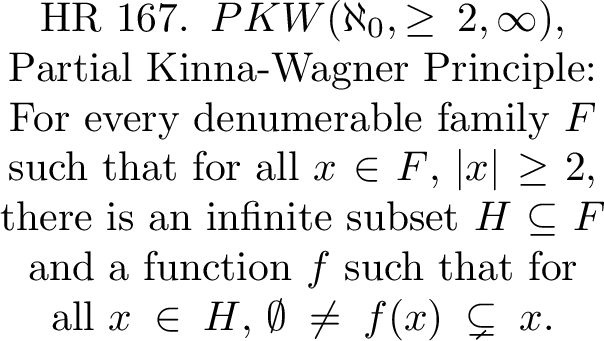 HR 167. PKW(ℵ₀, ≥ 2, ∞),
Partial Kinna-Wagner Principle:
For every denumerable family F
such that for all x ∈ F, |x| ≥ 2,
there is an infinite subset H ⊆ F
and a function f such that for
all x ∈ H, ∅ ≠ f(x) ⊊ x.